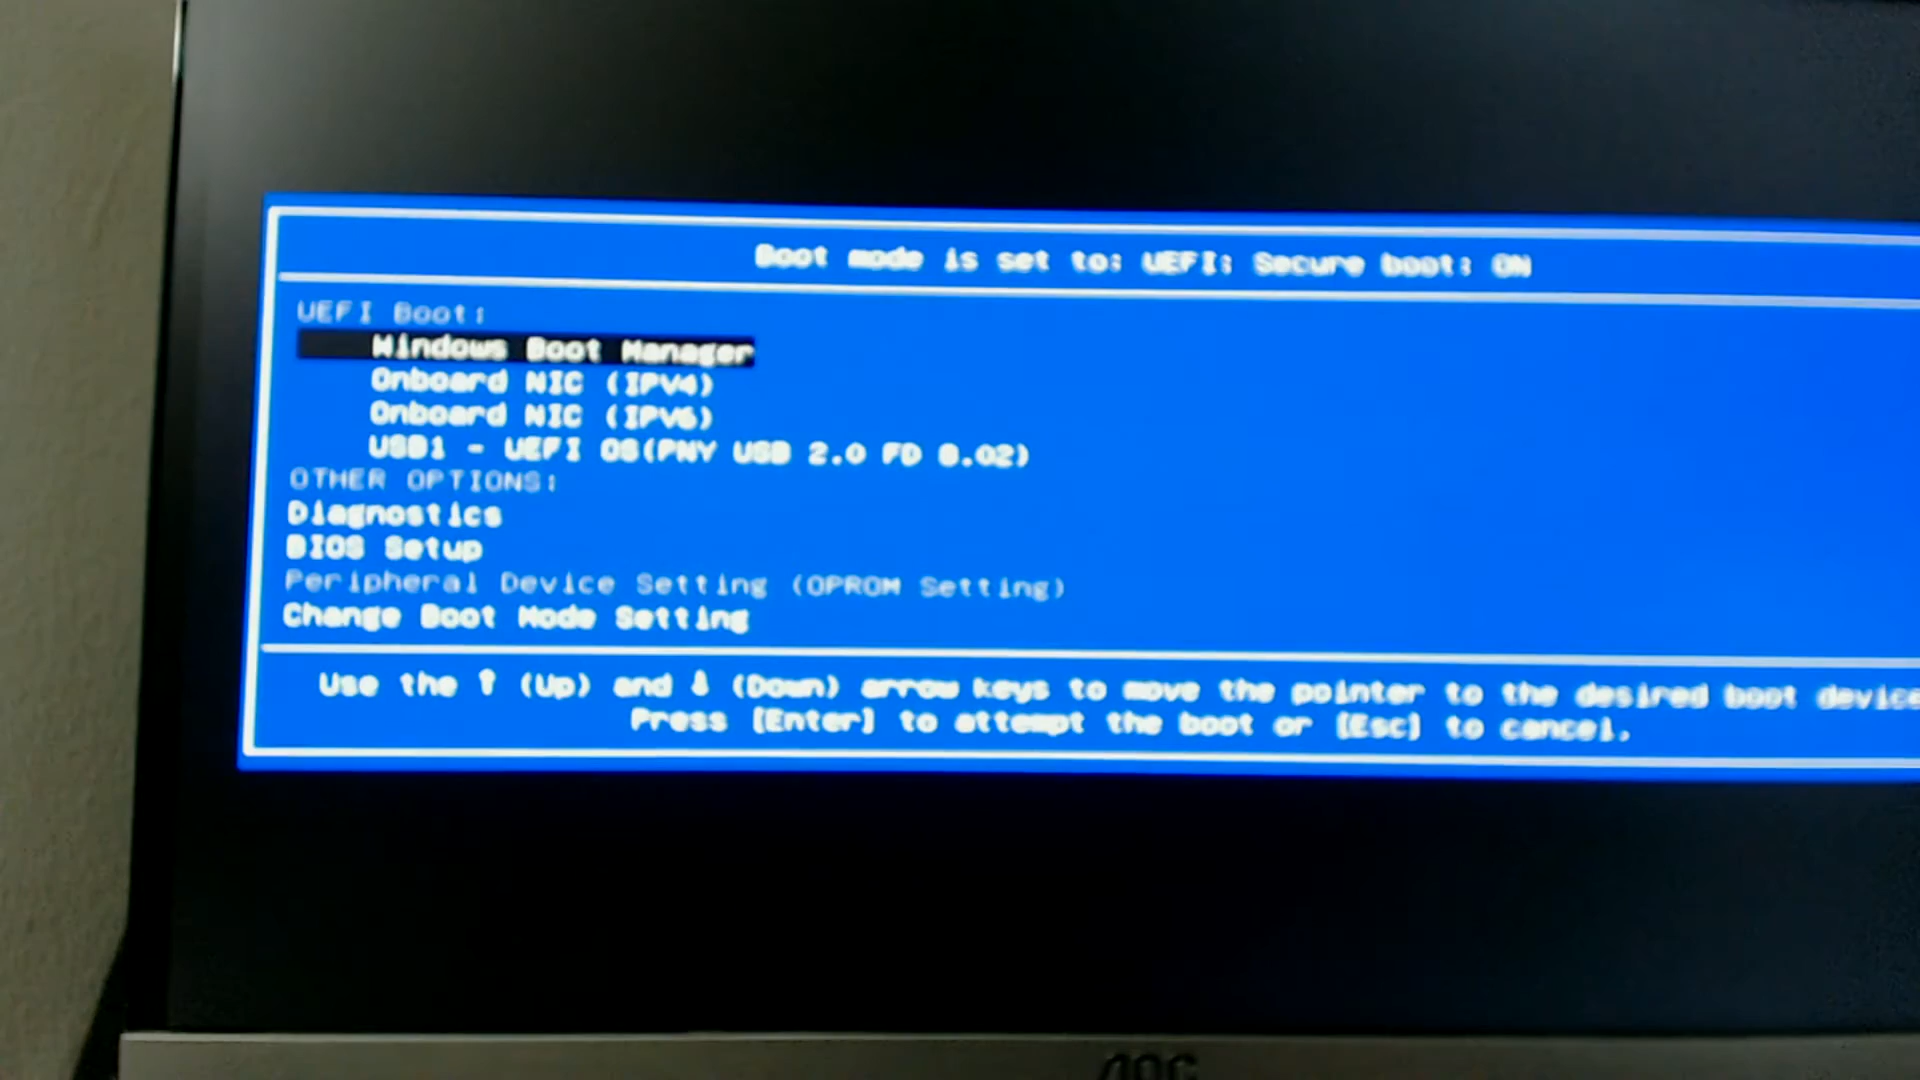 Boot mode is set to: UEFI; Secure boot: ON
UEFI Boot:
Windows Boot Manager
Onboard NIC (IPV4)
Onboard NIC (IPV6)
USB1 - UEFI OS(PNY USB 2.0 FD 8.02)
OTHER OPTIONS:
Diagnostics
BIOS Setup
Peripheral Device Setting (OPROM Setting)
Change Boot Mode Setting
Use the ↑ (Up) and ↓ (Down) arrow keys to move the pointer to the desired boot device
Press [Enter] to attempt the boot or [Esc] to cancel.
AOC